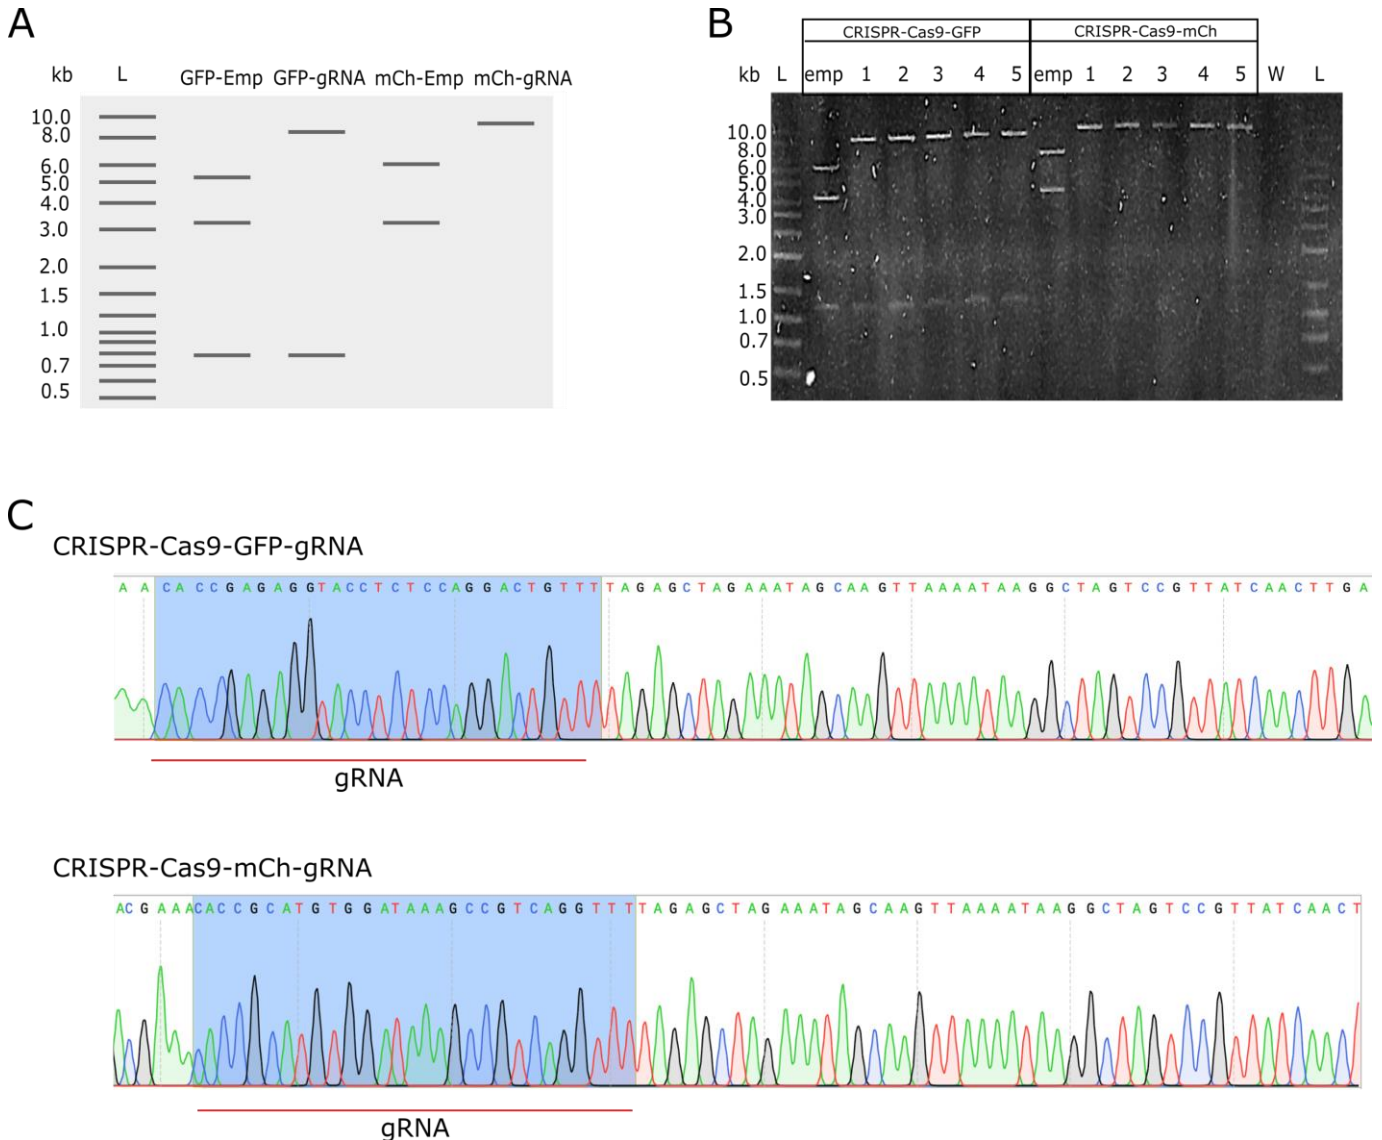 A
kb L GFP-Emp GFP-gRNA mCh-Emp mCh-gRNA
10.0
8.0
6.0
5.0
4.0
3.0
2.0
1.5
1.0
0.7
0.5
B
CRISPR-Cas9-GFP CRISPR-Cas9-mCh
kb L emp 1 2 3 4 5 emp 1 2 3 4 5 W L
10.0
8.0
6.0
5.0
4.0
3.0
2.0
1.5
1.0
0.7
0.5
C
CRISPR-Cas9-GFP-gRNA
A A C A C C G A G A G G T A C C T C T C C A G G A C T G T T T T A G A G C T A G A A A T A G C A A G T T A A A A T A A G G C T A G T C C G T T A T C A A C T T G A
gRNA
CRISPR-Cas9-mCh-gRNA
A C G A A A C A C C G C A T G T G G A T A A A G C C G T C A G G T T T T A G A G C T A G A A A T A G C A A G T T A A A A T A A G G C T A G T C C G T T A T C A A C T
gRNA